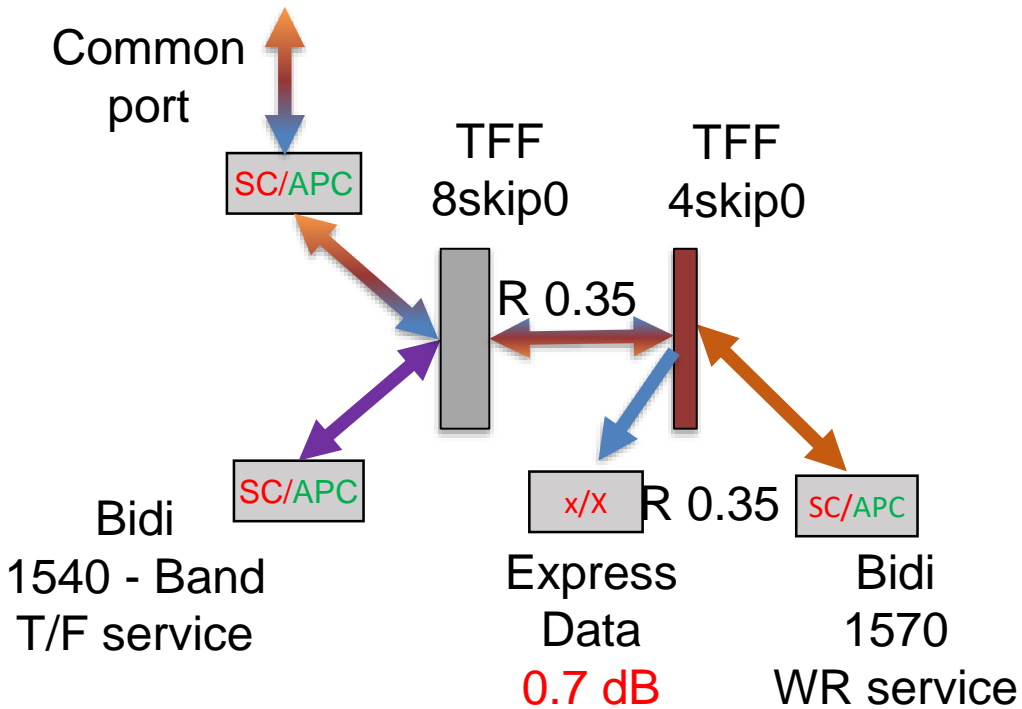 Common
port
SC/APC
TFF
8skip0
TFF
4skip0
R 0.35
SC/APC
Bidi
1540 - Band
T/F service
x/X
R 0.35
Express
Data
0.7 dB
SC/APC
Bidi
1570
WR service